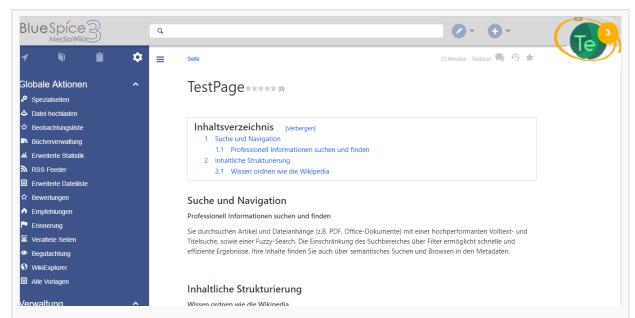 BlueSpice 3
MediaWiki
Te
3
Seite
23 Minuten - Testuser
Globale Aktionen
Spezialseiten
Datei hochladen
Beobachtungsliste
Bücherverwaltung
Erweiterte Statistik
RSS Feeder
Erweiterte Dateiliste
Bewertungen
Empfehlungen
Erinnerung
Veraltete Seiten
Begutachtung
WikiExplorer
Alle Vorlagen
Verwaltung
TestPage (0)
Inhaltsverzeichnis [Verbergen]
1 Suche und Navigation
1.1 Professionell Informationen suchen und finden
2 Inhaltliche Strukturierung
2.1 Wissen ordnen wie die Wikipedia
Suche und Navigation
Professionell Informationen suchen und finden
Sie durchsuchen Artikel und Dateianhänge (z.B. PDF, Office-Dokumente) mit einer hochperformanten Volltext- und
Titelsuche, sowie einer Fuzzy-Search. Die Einschränkung des Suchbereiches über Filter ermöglicht schnelle und
effiziente Ergebnisse. Ihre Inhalte finden Sie auch über semantisches Suchen und Browsen in den Metadaten.
Inhaltliche Strukturierung
Wissen ordnen wie die Wikipedia